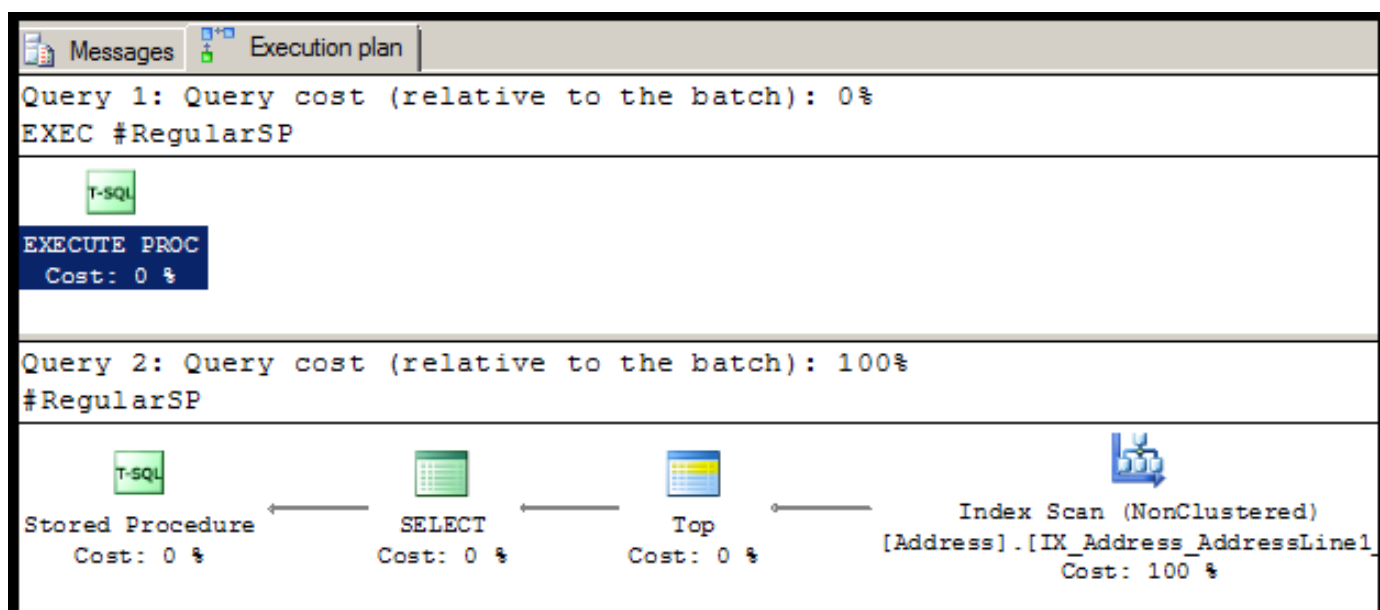 Messages Execution plan
Query 1: Query cost (relative to the batch): 0%
EXEC #RegularSP
T-SQL
EXECUTE PROC
Cost: 0 %
Query 2: Query cost (relative to the batch): 100%
#RegularSP
T-SQL
Stored Procedure SELECT Top Index Scan (NonClustered)
Cost: 0 % Cost: 0 % Cost: 0 % [Address].[IX_Address_AddressLine1_
Cost: 100 %